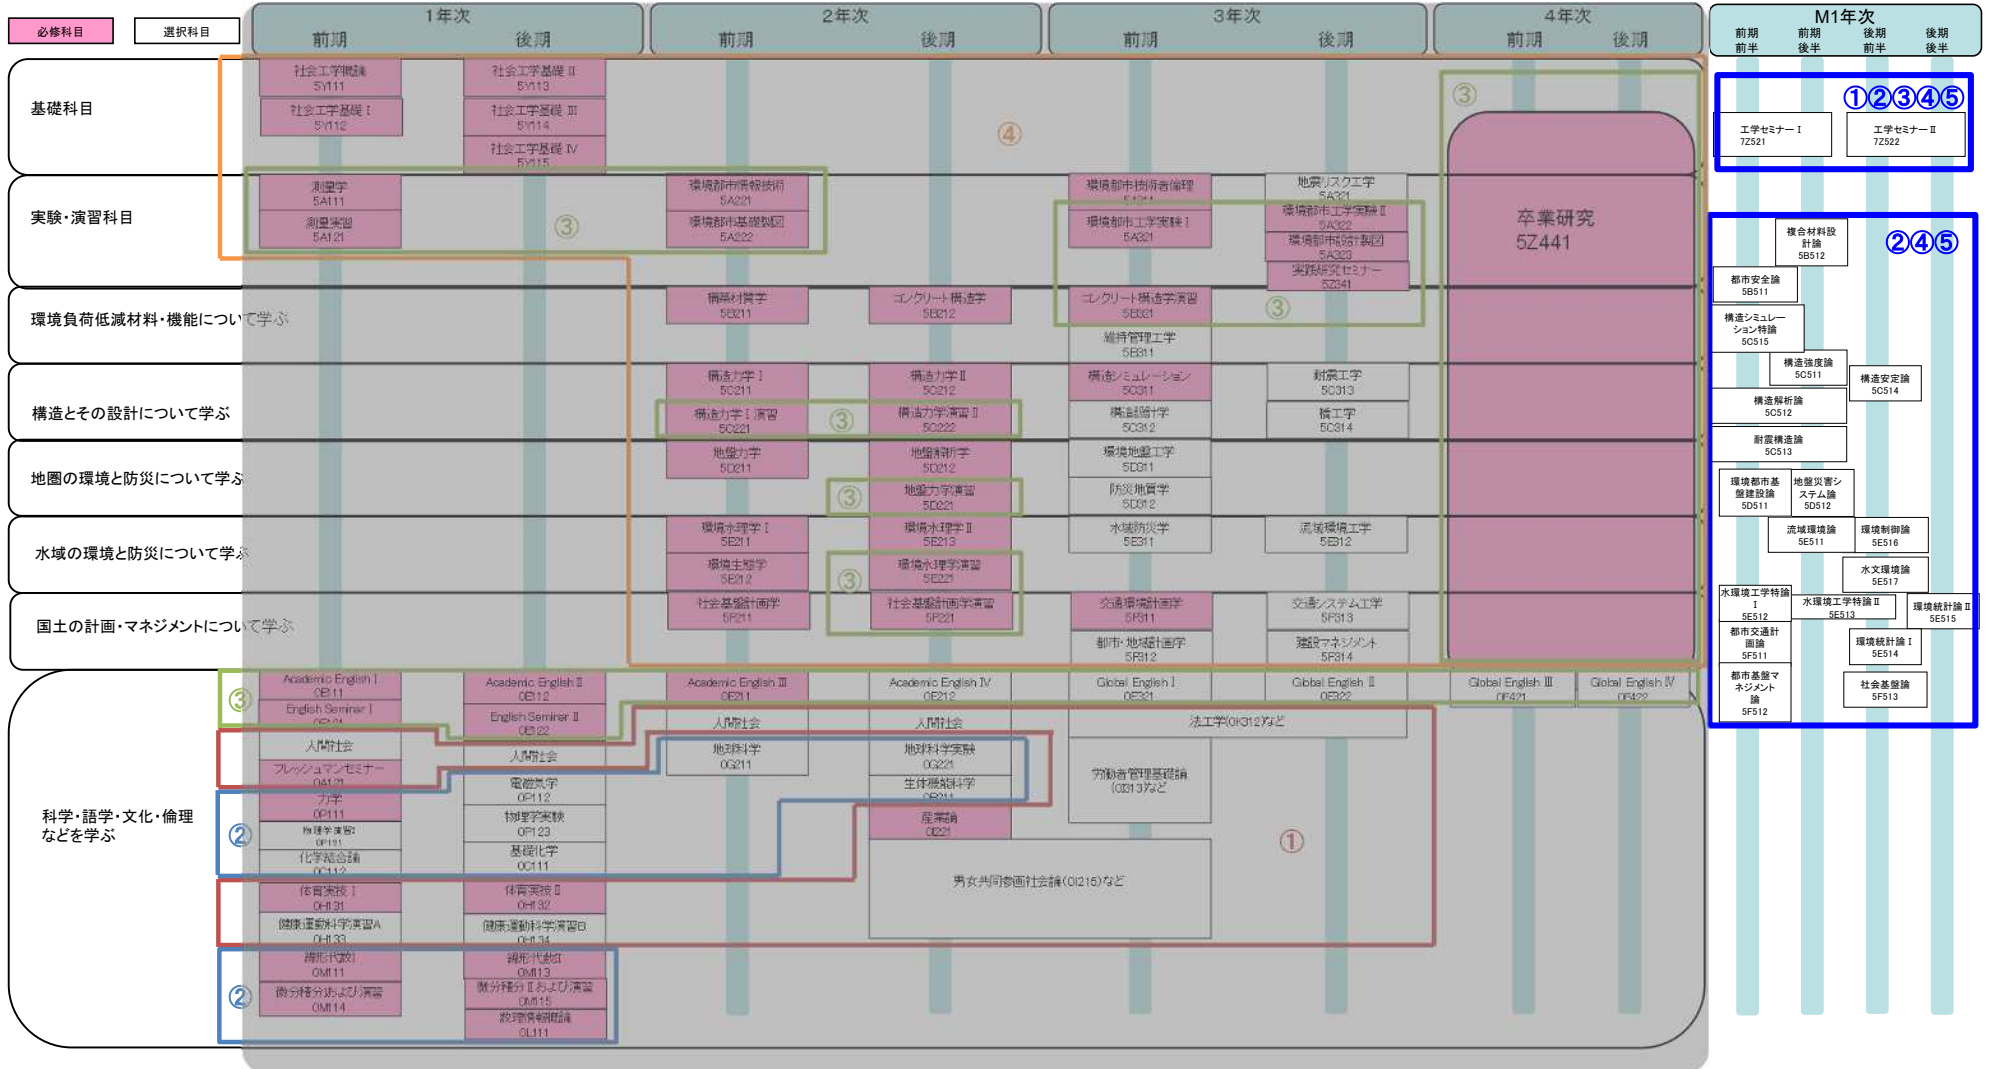 必修科目
選択科目
1年次
前期
後期
2年次
前期
後期
3年次
前期
後期
4年次
前期
後期
M1年次
前期
前半
前期
後半
後期
前半
後期
後半
基礎科目
社会工学概論
5Y111
社会工学基礎 I
5Y112
社会工学基礎 II
5Y113
社会工学基礎 III
5Y114
社会工学基礎 IV
5Y115
④
③
①②③④⑤
工学セミナー I
7Z521
工学セミナー II
7Z522
実験・演習科目
測量学
5A111
測量実習
5A121
③
環境都市情報技術
5A221
環境都市基礎製図
5A222
環境都市技術者倫理
環境都市工学実験 I
5A321
地震リスク工学
5A321
環境都市工学実験 II
5A322
環境都市設計製図
5A323
実践研究セミナー
5Z341
③
卒業研究
5Z441
②④⑤
環境負荷低減材料・機能について学ぶ
構築材料学
5B211
コンクリート構造学
5B212
コンクリート構造学演習
5B321
維持管理工学
5B311
構造とその設計について学ぶ
構造力学 I
5C211
構造力学 I 演習
5C221
③
構造力学 II
5C212
構造力学演習 II
5C222
構造シミュレーション
5C311
構造設計学
5C312
耐震工学
5C313
橋工学
5C314
地圏の環境と防災について学ぶ
地盤力学
5D211
地盤解析学
5D212
③
地盤力学演習
5D221
環境地盤工学
5D311
防災地質学
5D312
水域の環境と防災について学ぶ
環境水理学 I
5E211
環境生態学
5E212
環境水理学 II
5E213
③
環境水理学演習
5E221
水域防災学
5E311
流域環境工学
5E312
国土の計画・マネジメントについて学ぶ
社会基盤計画学
5F211
社会基盤計画学演習
5F221
交通環境計画学
5F311
都市・地域計画学
5F312
交通システム工学
5F313
建設マネジメント
5F314
複合材料設
計論
5B512
都市安全論
5B511
構造シミュレー
ション特論
5C515
構造強度論
5C511
構造安定論
5C514
構造解析論
5C512
耐震構造論
5C513
環境都市基
盤建設論
5D511
地盤災害シ
ステム論
5D512
流域環境論
5E511
環境制御論
5E516
水文環境論
5E517
水環境工学特論
I
5E512
水環境工学特論 II
5E513
環境統計論 II
5E515
都市交通計
画論
5F511
環境統計論 I
5E514
都市基盤マ
ネジメント
論
5F512
社会基盤論
5F513
科学・語学・文化・倫理
などを学ぶ
③
Academic English I
0E111
English Seminar I
0E121
Academic English II
0E112
English Seminar II
0E122
Academic English III
0E211
Academic English IV
0E212
Global English I
0E321
Global English II
0E322
Global English III
0E421
Global English IV
0E422
人間社会
フレッシュマンセミナー
0A121
人間社会
人間社会
人間社会
法工学(0K312)など
②
力学
0P111
物理学演習I
0P121
化学結合論
0C112
電磁気学
0P112
物理学実験
0P123
基礎化学
0C111
地球科学
0G211
地球科学実験
0G221
生体機能科学
0B211
産業論
0I221
労働者管理基礎論
(0I313)など
①
男女共同参画社会論(0I215)など
体育実技 I
0H131
健康運動科学演習A
0H133
体育実技 II
0H132
健康運動科学演習B
0H134
②
線形代数I
0M111
微分積分Iおよび演習
0M114
線形代数II
0M113
微分積分 II および演習
0M115
数理情報概論
0L111